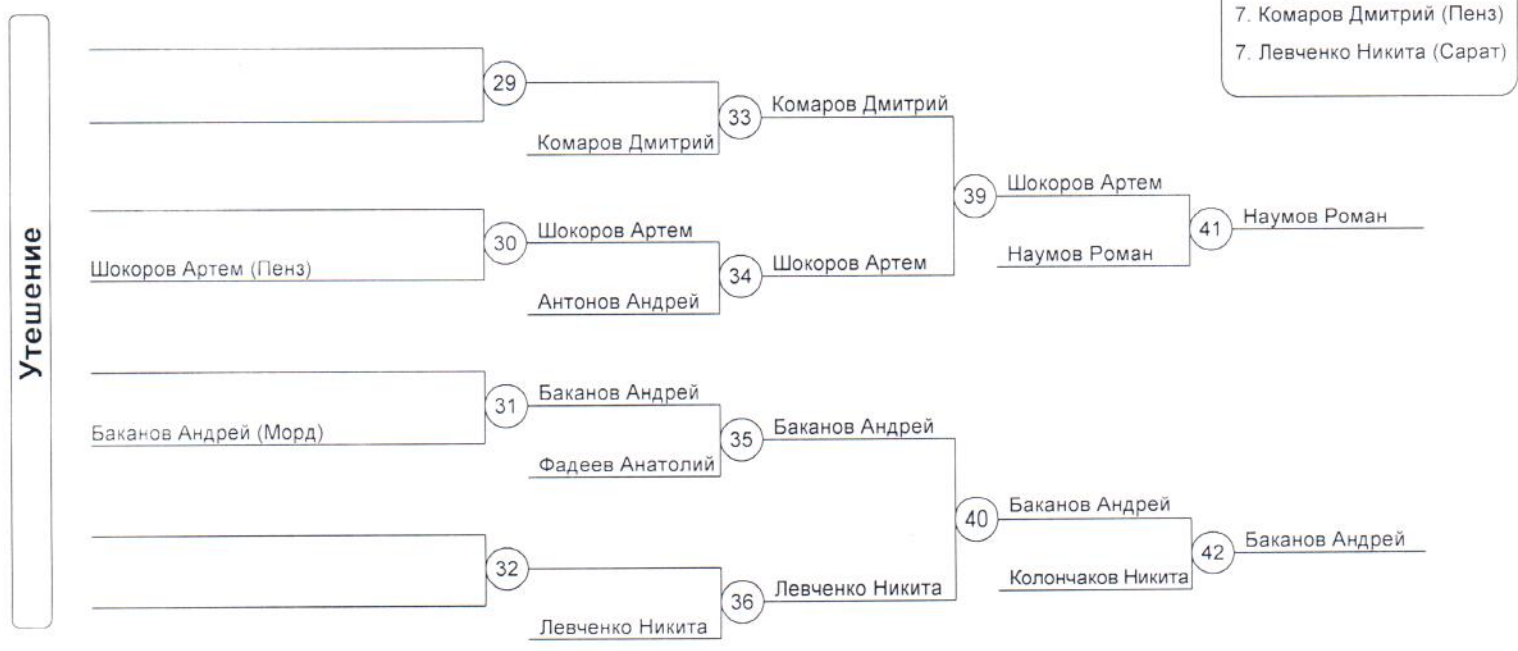 7. Комаров Дмитрий (Пенз)
7. Левченко Никита (Сарат)
Утешение
29
Комаров Дмитрий
33
Комаров Дмитрий
Шокоров Артем (Пенз)
30
Шокоров Артем
Антонов Андрей
34
Шокоров Артем
39
Шокоров Артем
Наумов Роман
41
Наумов Роман
Баканов Андрей (Морд)
31
Баканов Андрей
Фадеев Анатолий
35
Баканов Андрей
32
Левченко Никита
36
Левченко Никита
40
Баканов Андрей
Колончаков Никита
42
Баканов Андрей